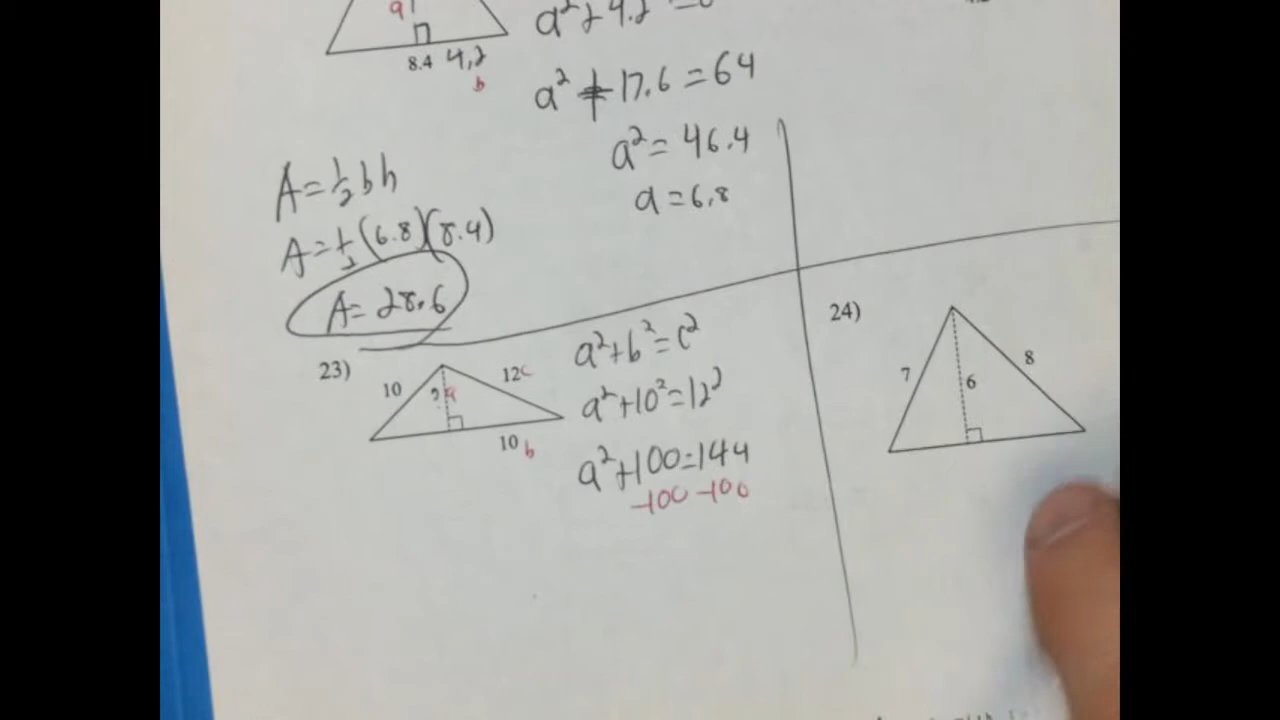 a
8.4 4,2
b
a² + 4.2
a² + 17.6 = 64
a² = 46.4
a = 6.8
A = ½ b h
A = ½ (6.8)(8.4)
A = 28.6
23)
10
? a
12 c
10 b
a² + b² = c²
a² + 10² = 12²
a² + 100 = 144
-100 -100
24)
7
6
8